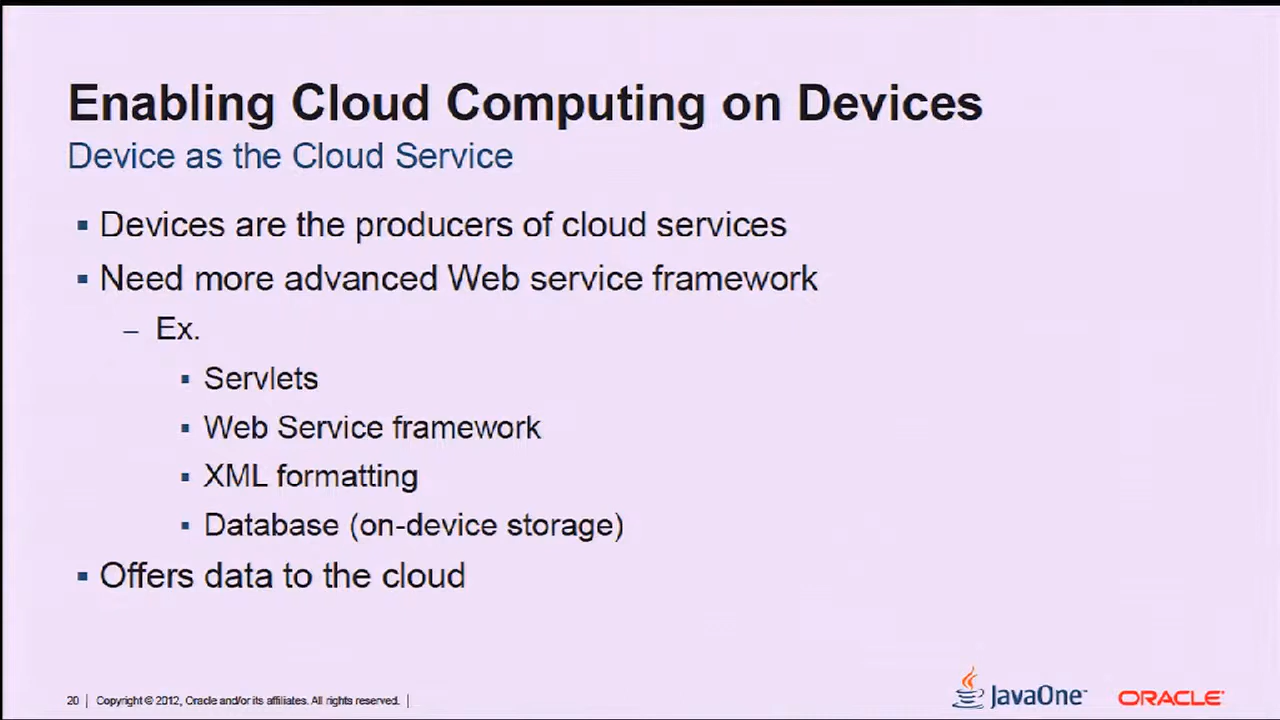 Enabling Cloud Computing on Devices
Device as the Cloud Service
▪ Devices are the producers of cloud services
▪ Need more advanced Web service framework
– Ex.
▪ Servlets
▪ Web Service framework
▪ XML formatting
▪ Database (on-device storage)
▪ Offers data to the cloud
20 | Copyright © 2012, Oracle and/or its affiliates. All rights reserved. |
JavaOne™
ORACLE®